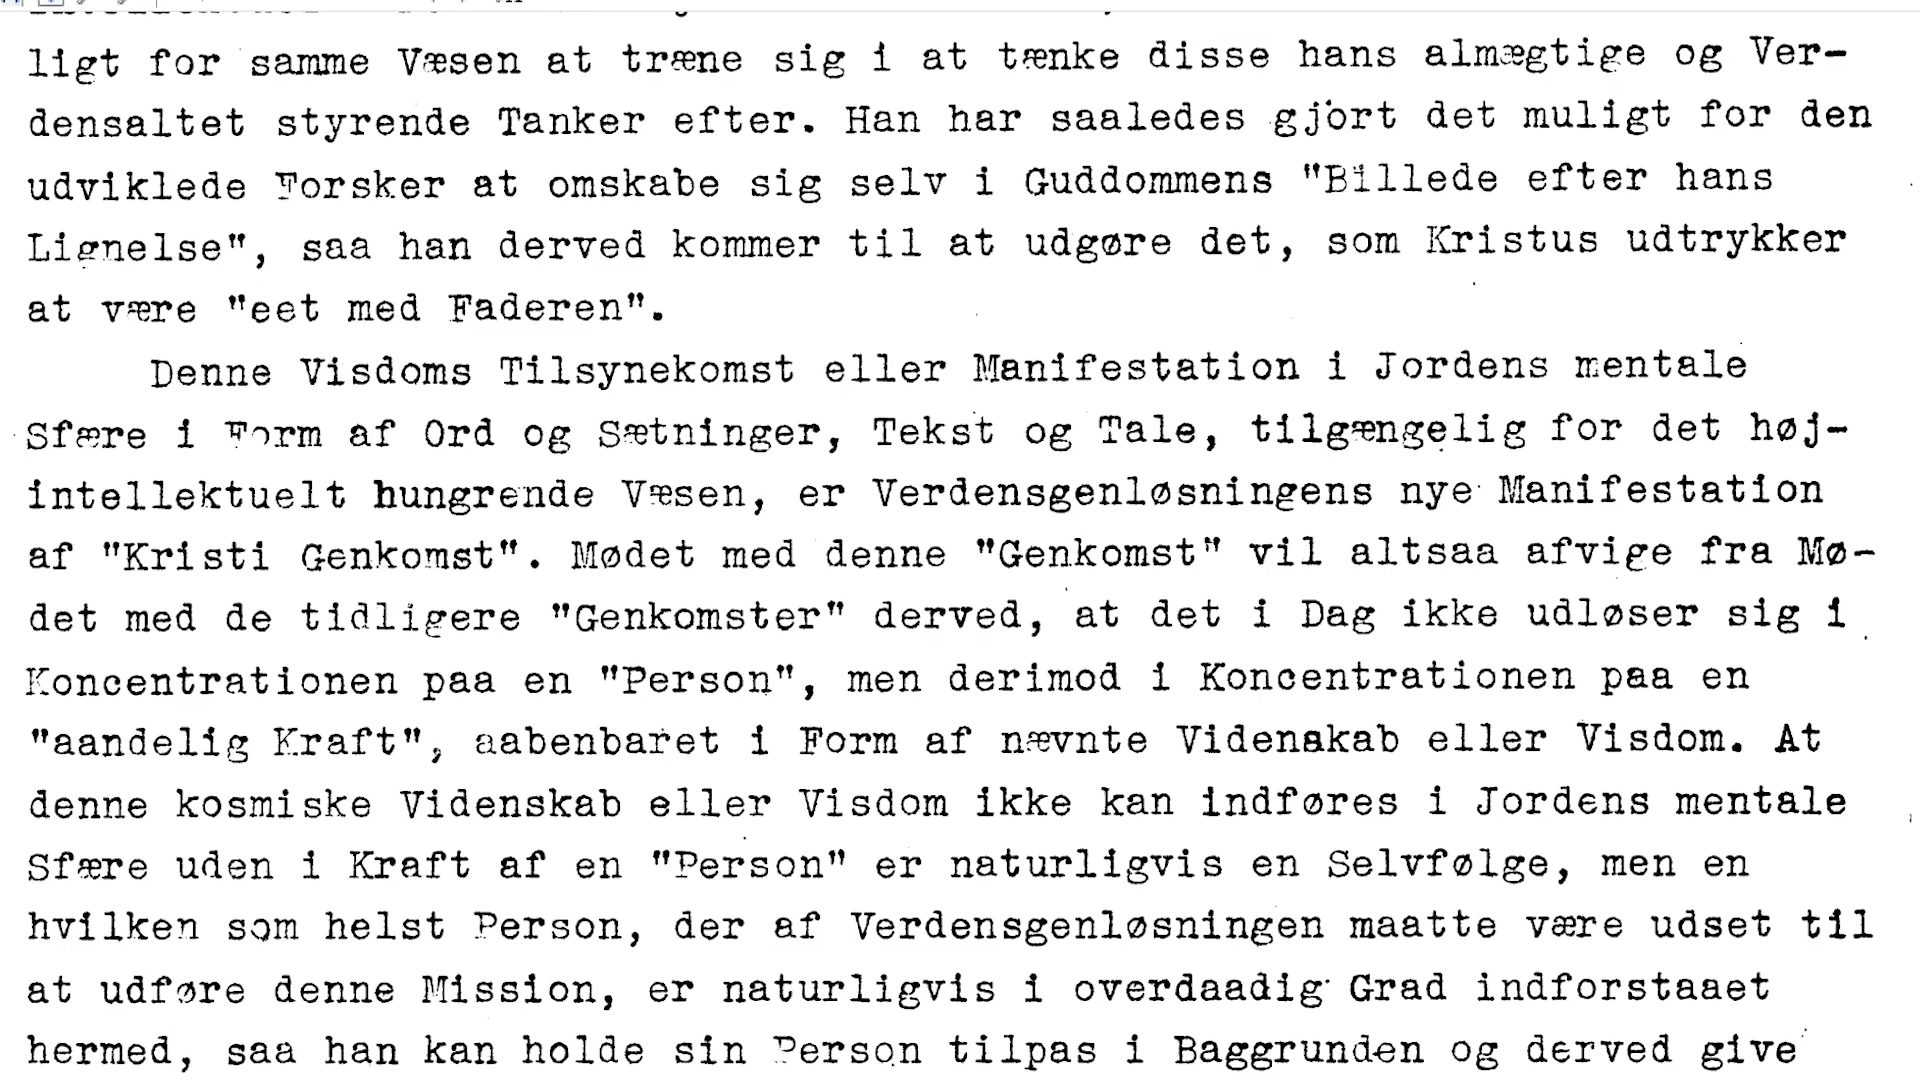 ligt for samme Væsen at træne sig i at tænke disse hans almægtige og Ver-
densaltet styrende Tanker efter. Han har saaledes gjort det muligt for den
udviklede Forsker at omskabe sig selv i Guddommens "Billede efter hans
Lignelse", saa han derved kommer til at udgøre det, som Kristus udtrykker
at være "eet med Faderen".
Denne Visdoms Tilsynekomst eller Manifestation i Jordens mentale
Sfære i Form af Ord og Sætninger, Tekst og Tale, tilgængelig for det høj-
intellektuelt hungrende Væsen, er Verdensgenløsningens nye Manifestation
af "Kristi Genkomst". Mødet med denne "Genkomst" vil altsaa afvige fra Mø-
det med de tidligere "Genkomster" derved, at det i Dag ikke udløser sig i
Koncentrationen paa en "Person", men derimod i Koncentrationen paa en
"aandelig Kraft", aabenbaret i Form af nævnte Videnskab eller Visdom. At
denne kosmiske Videnskab eller Visdom ikke kan indføres i Jordens mentale
Sfære uden i Kraft af en "Person" er naturligvis en Selvfølge, men en
hvilken som helst Person, der af Verdensgenløsningen maatte være udset til
at udføre denne Mission, er naturligvis i overdaadig Grad indforstaaet
hermed, saa han kan holde sin Person tilpas i Baggrunden og derved give